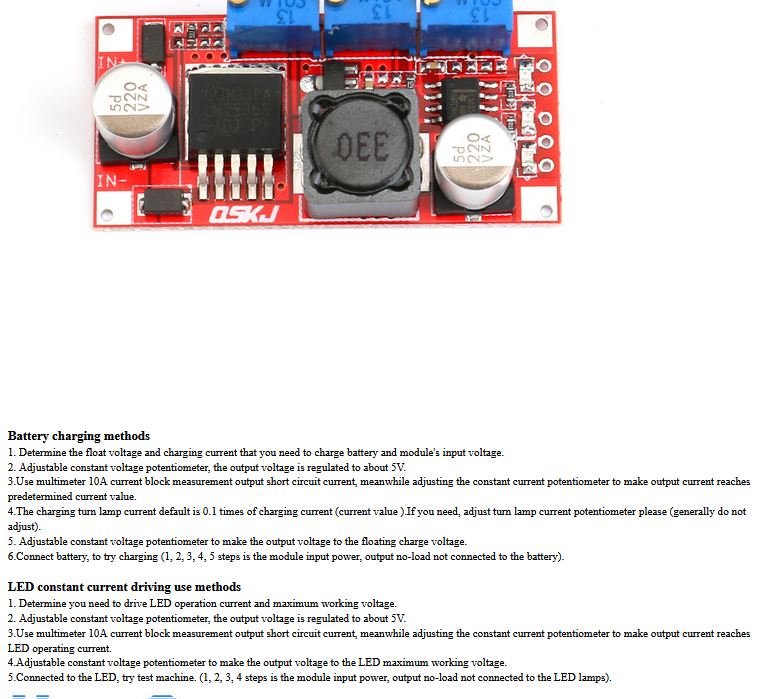 IN+
IN-
5d
220
VZA
LM2596S
-ADJ P+
330
5d
220
VZA
QSKJ
13
13
13
Battery charging methods
1. Determine the float voltage and charging current that you need to charge battery and module's input voltage.
2. Adjustable constant voltage potentiometer, the output voltage is regulated to about 5V.
3.Use multimeter 10A current block measurement output short circuit current, meanwhile adjusting the constant current potentiometer to make output current reaches
predetermined current value.
4.The charging turn lamp current default is 0.1 times of charging current (current value ).If you need, adjust turn lamp current potentiometer please (generally do not
adjust).
5. Adjustable constant voltage potentiometer to make the output voltage to the floating charge voltage.
6.Connect battery, to try charging (1, 2, 3, 4, 5 steps is the module input power, output no-load not connected to the battery).
LED constant current driving use methods
1. Determine you need to drive LED operation current and maximum working voltage.
2. Adjustable constant voltage potentiometer, the output voltage is regulated to about 5V.
3.Use multimeter 10A current block measurement output short circuit current, meanwhile adjusting the constant current potentiometer to make output current reaches
LED operating current.
4.Adjustable constant voltage potentiometer to make the output voltage to the LED maximum working voltage.
5.Connected to the LED, try test machine. (1, 2, 3, 4 steps is the module input power, output no-load not connected to the LED lamps).